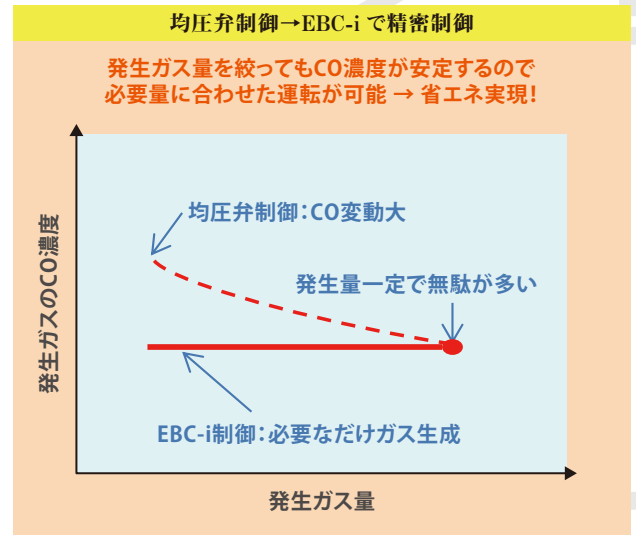 均圧弁制御→EBC-i で精密制御
発生ガス量を絞ってもCO濃度が安定するので
必要量に合わせた運転が可能 → 省エネ実現！
均圧弁制御：CO変動大
発生量一定で無駄が多い
発生ガスのCO濃度
EBC-i制御：必要なだけガス生成
発生ガス量